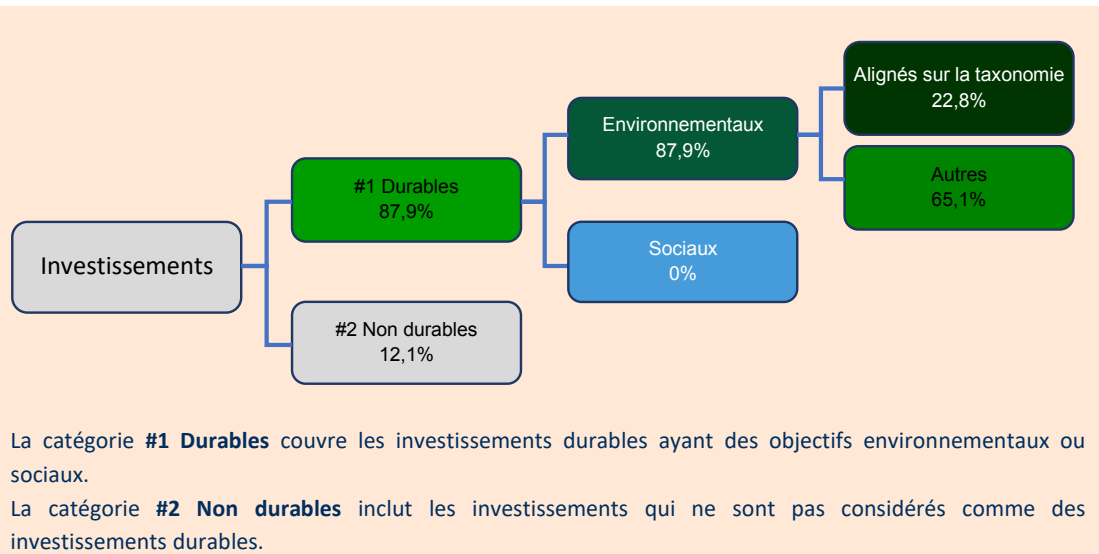 Alignés sur la taxonomie
22,8%
Environnementaux
87,9%
#1 Durables
87,9%
Autres
65,1%
Investissements
Sociaux
0%
#2 Non durables
12,1%
La catégorie #1 Durables couvre les investissements durables ayant des objectifs environnementaux ou
sociaux.
La catégorie #2 Non durables inclut les investissements qui ne sont pas considérés comme des
investissements durables.